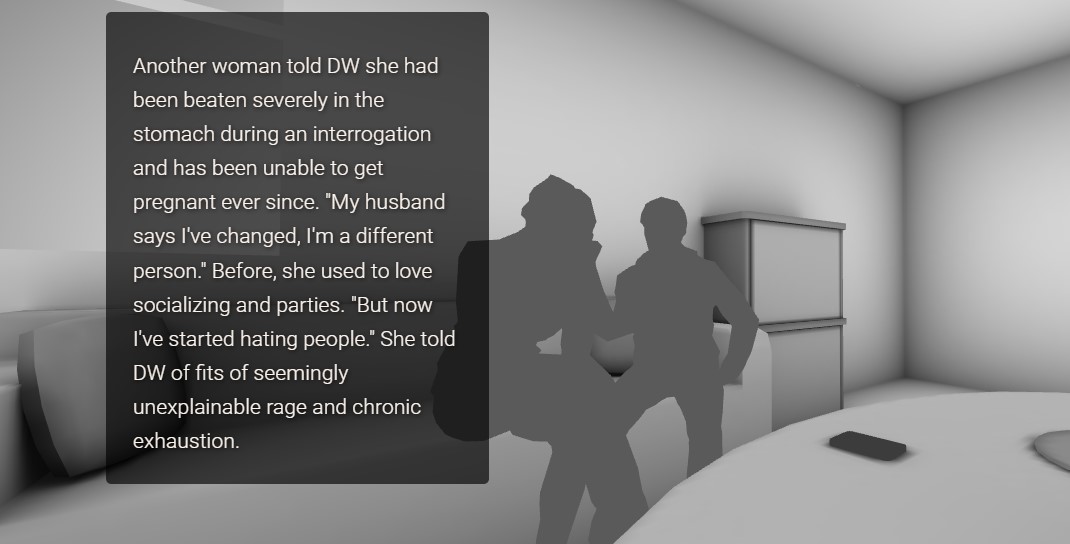 Another woman told DW she had
been beaten severely in the
stomach during an interrogation
and has been unable to get
pregnant ever since. "My husband
says I've changed, I'm a different
person." Before, she used to love
socializing and parties. "But now
I've started hating people." She told
DW of fits of seemingly
unexplainable rage and chronic
exhaustion.